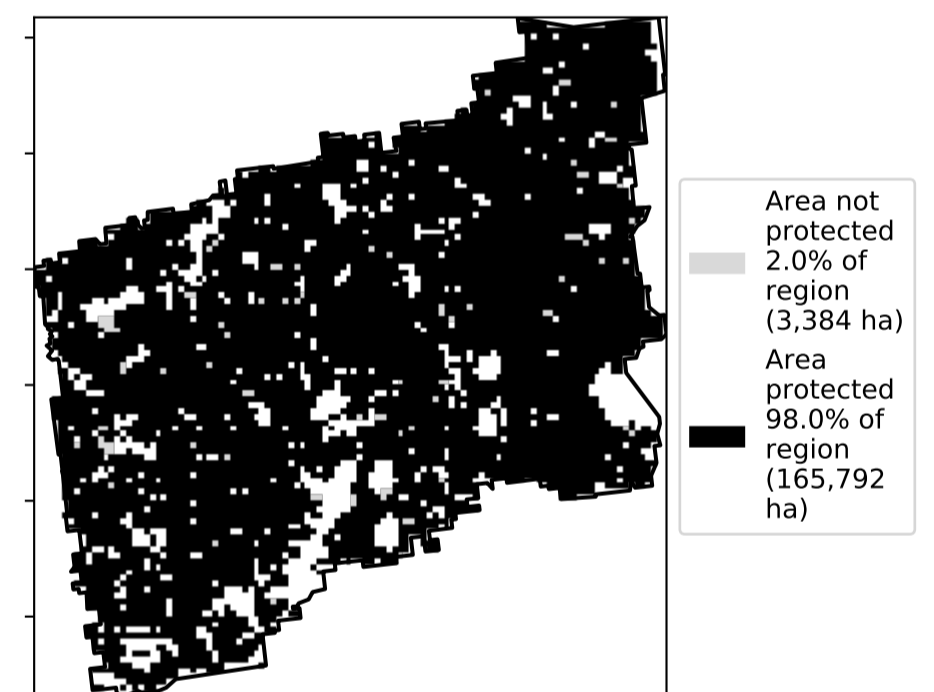 Area not
protected
2.0% of
region
(3,384 ha)
Area
protected
98.0% of
region
(165,792
ha)